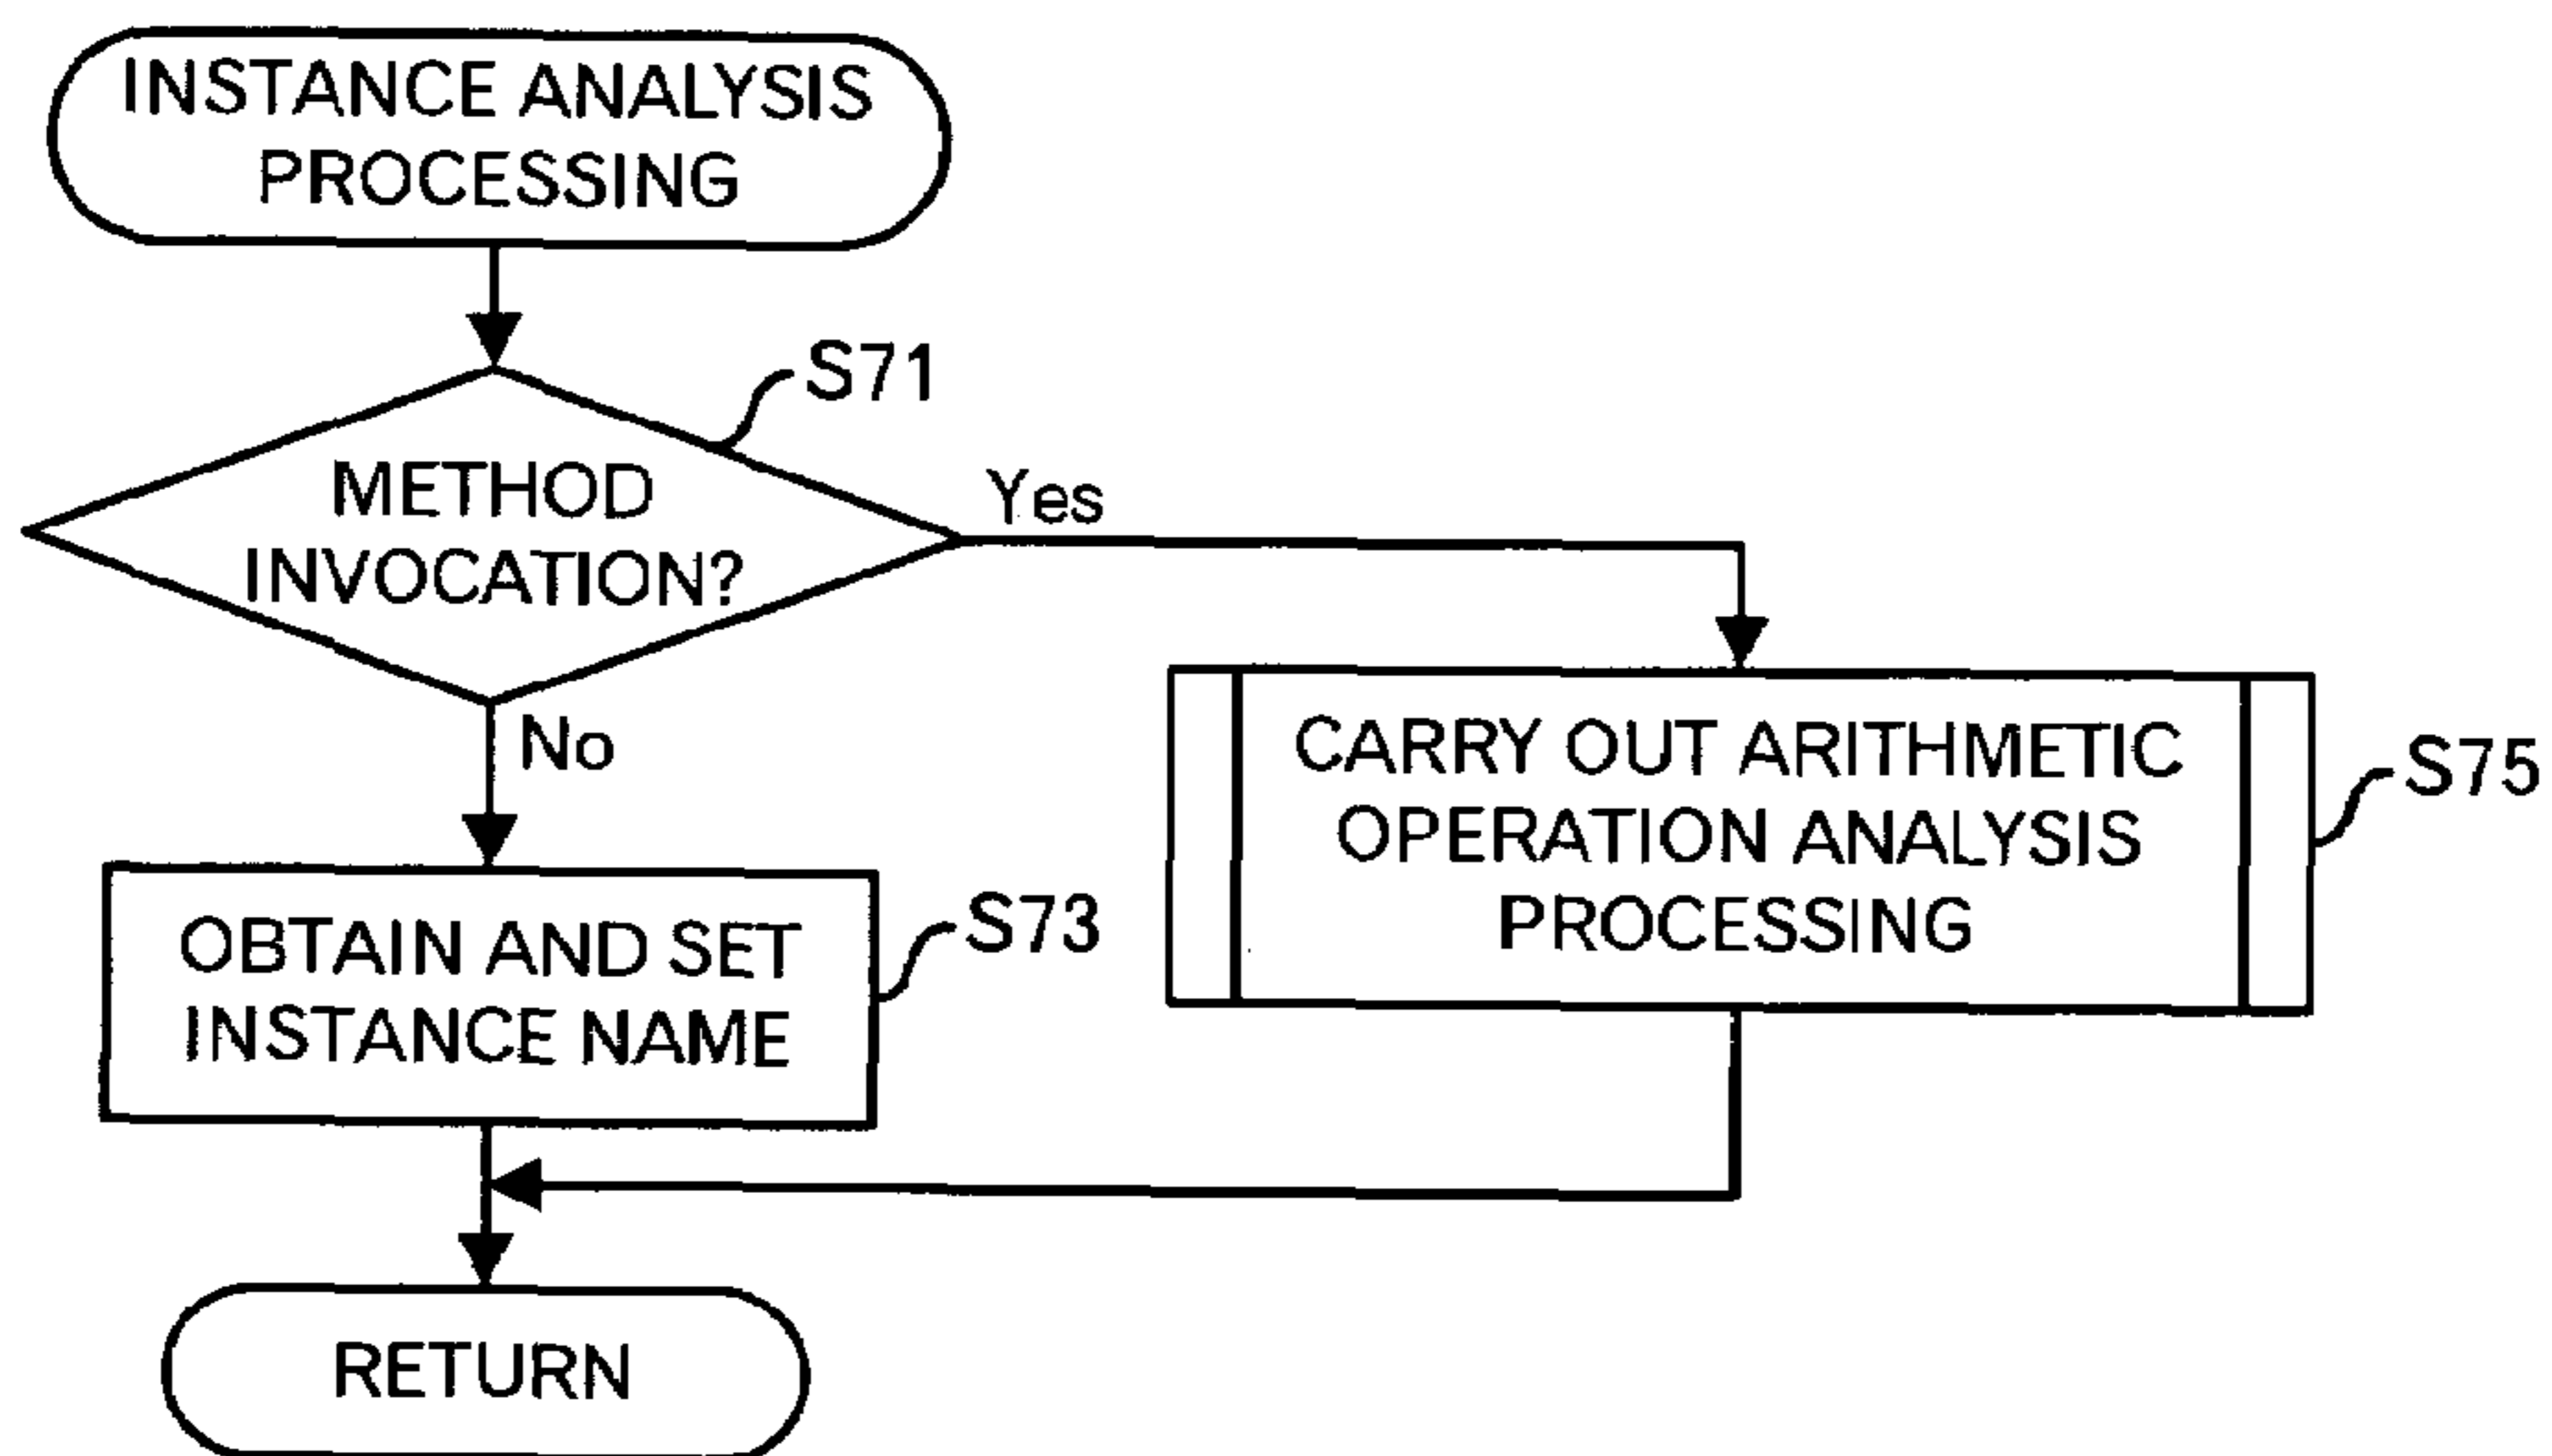 INSTANCE ANALYSIS
PROCESSING
S71
METHOD
INVOCATION?
Yes
No
CARRY OUT ARITHMETIC
OPERATION ANALYSIS
PROCESSING
S75
OBTAIN AND SET
INSTANCE NAME
S73
RETURN